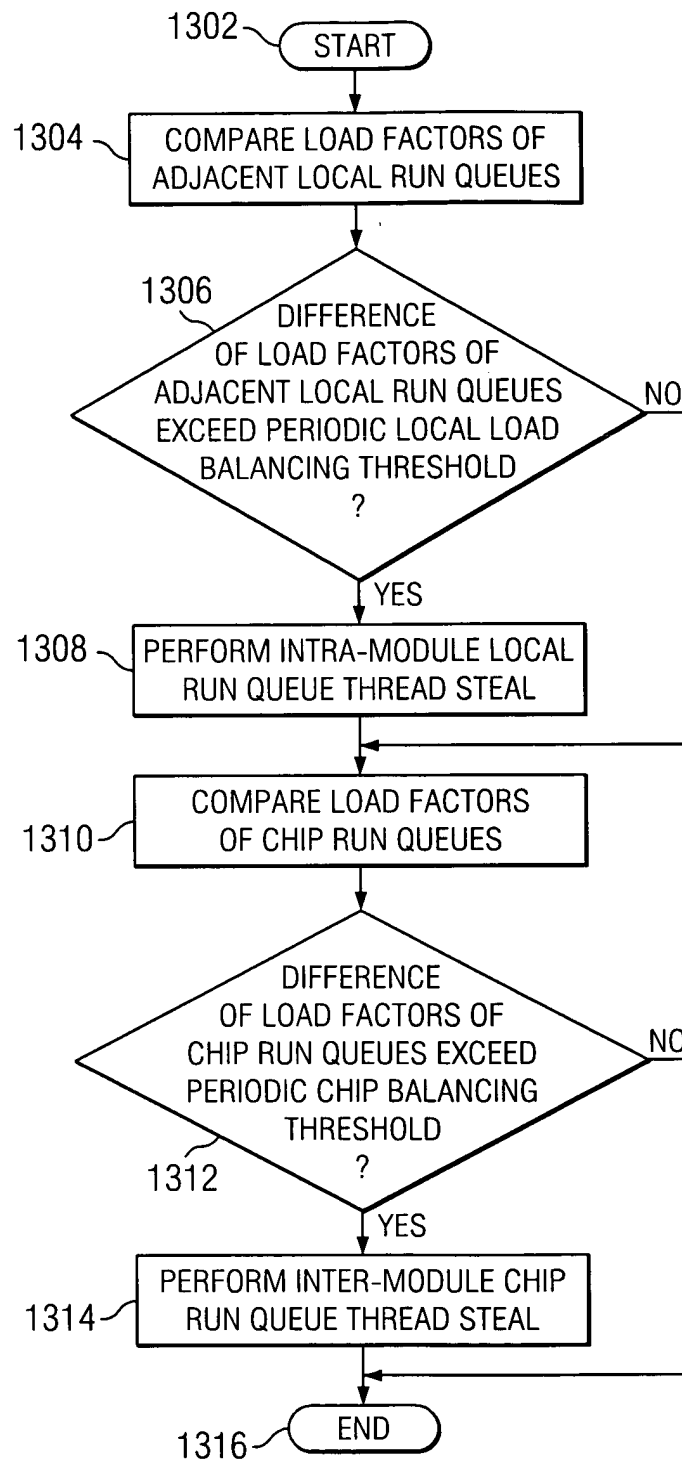 1302
START
1304
COMPARE LOAD FACTORS OF
ADJACENT LOCAL RUN QUEUES
1306
DIFFERENCE
OF LOAD FACTORS OF
ADJACENT LOCAL RUN QUEUES
EXCEED PERIODIC LOCAL LOAD
BALANCING THRESHOLD
?
NO
YES
1308
PERFORM INTRA-MODULE LOCAL
RUN QUEUE THREAD STEAL
1310
COMPARE LOAD FACTORS
OF CHIP RUN QUEUES
DIFFERENCE
OF LOAD FACTORS OF
CHIP RUN QUEUES EXCEED
PERIODIC CHIP BALANCING
THRESHOLD
?
NO
1312
YES
1314
PERFORM INTER-MODULE CHIP
RUN QUEUE THREAD STEAL
END
1316